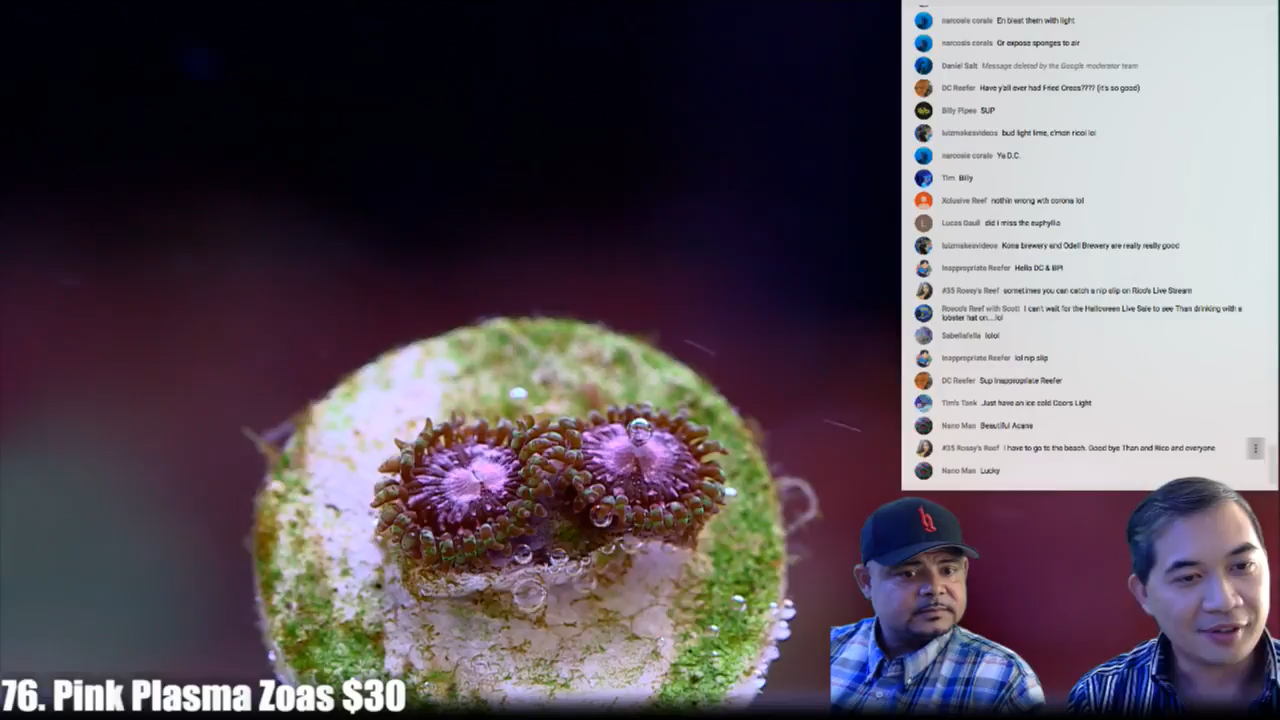 narcosis corals En blast them with light
narcosis corals Or expose sponges to air
Daniel Salt Message deleted by the Google moderator team
DC Reefer Have y'all ever had Fried Oreos???? (it's so good)
Billy Pipes SUP
luizmakesvideos bud light lime, c'mon rico! lol
narcosis corals Yo D.C.
Tim Billy
Xclusive Reef nothin wrong wth corona lol
Lucas Daull did i miss the euphyllia
luizmakesvideos Kona brewery and Odell Brewery are really really good
Inappropriate Reefer Hello DC & BP!
#35 Rosey's Reef sometimes you can catch a nip slip on Rico's Live Stream
Rosco's Reef with Scott I can't wait for the Halloween Live Sale to see Than drinking with a
lobster hat on....lol
Sabellafella lolol
Inappropriate Reefer lol nip slip
DC Reefer Sup Inappropriate Reefer
Tim's Tank Just have an ice cold Coors Light
Nano Man Beautiful Acans
#35 Rosey's Reef I have to go to the beach. Good bye Than and Rico and everyone
Nano Man Lucky
76. Pink Plasma Zoas $30